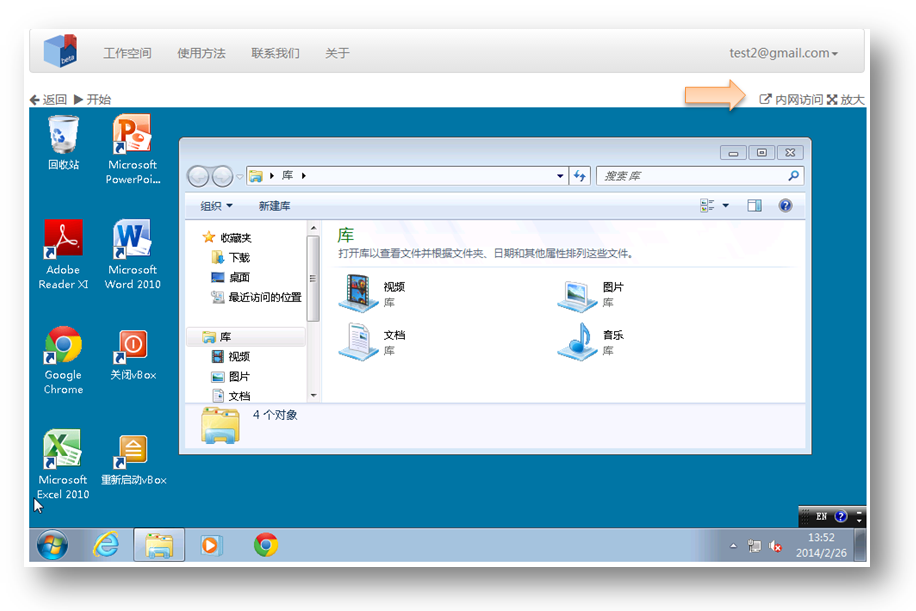 beta
工作空间 使用方法 联系我们 关于 test2@gmail.com
返回 开始 内网访问 放大
回收站
Microsoft
PowerPoi...
Adobe
Reader XI
Microsoft
Word 2010
Google
Chrome
关闭vBox
Microsoft
Excel 2010
重新启动vBox
库
搜索 库
组织 新建库
收藏夹
下载
桌面
最近访问的位置
库
视频
图片
文档
库
打开库以查看文件并根据文件夹、日期和其他属性排列这些文件。
视频
库
图片
库
文档
库
音乐
库
4 个对象
EN
13:52
2014/2/26